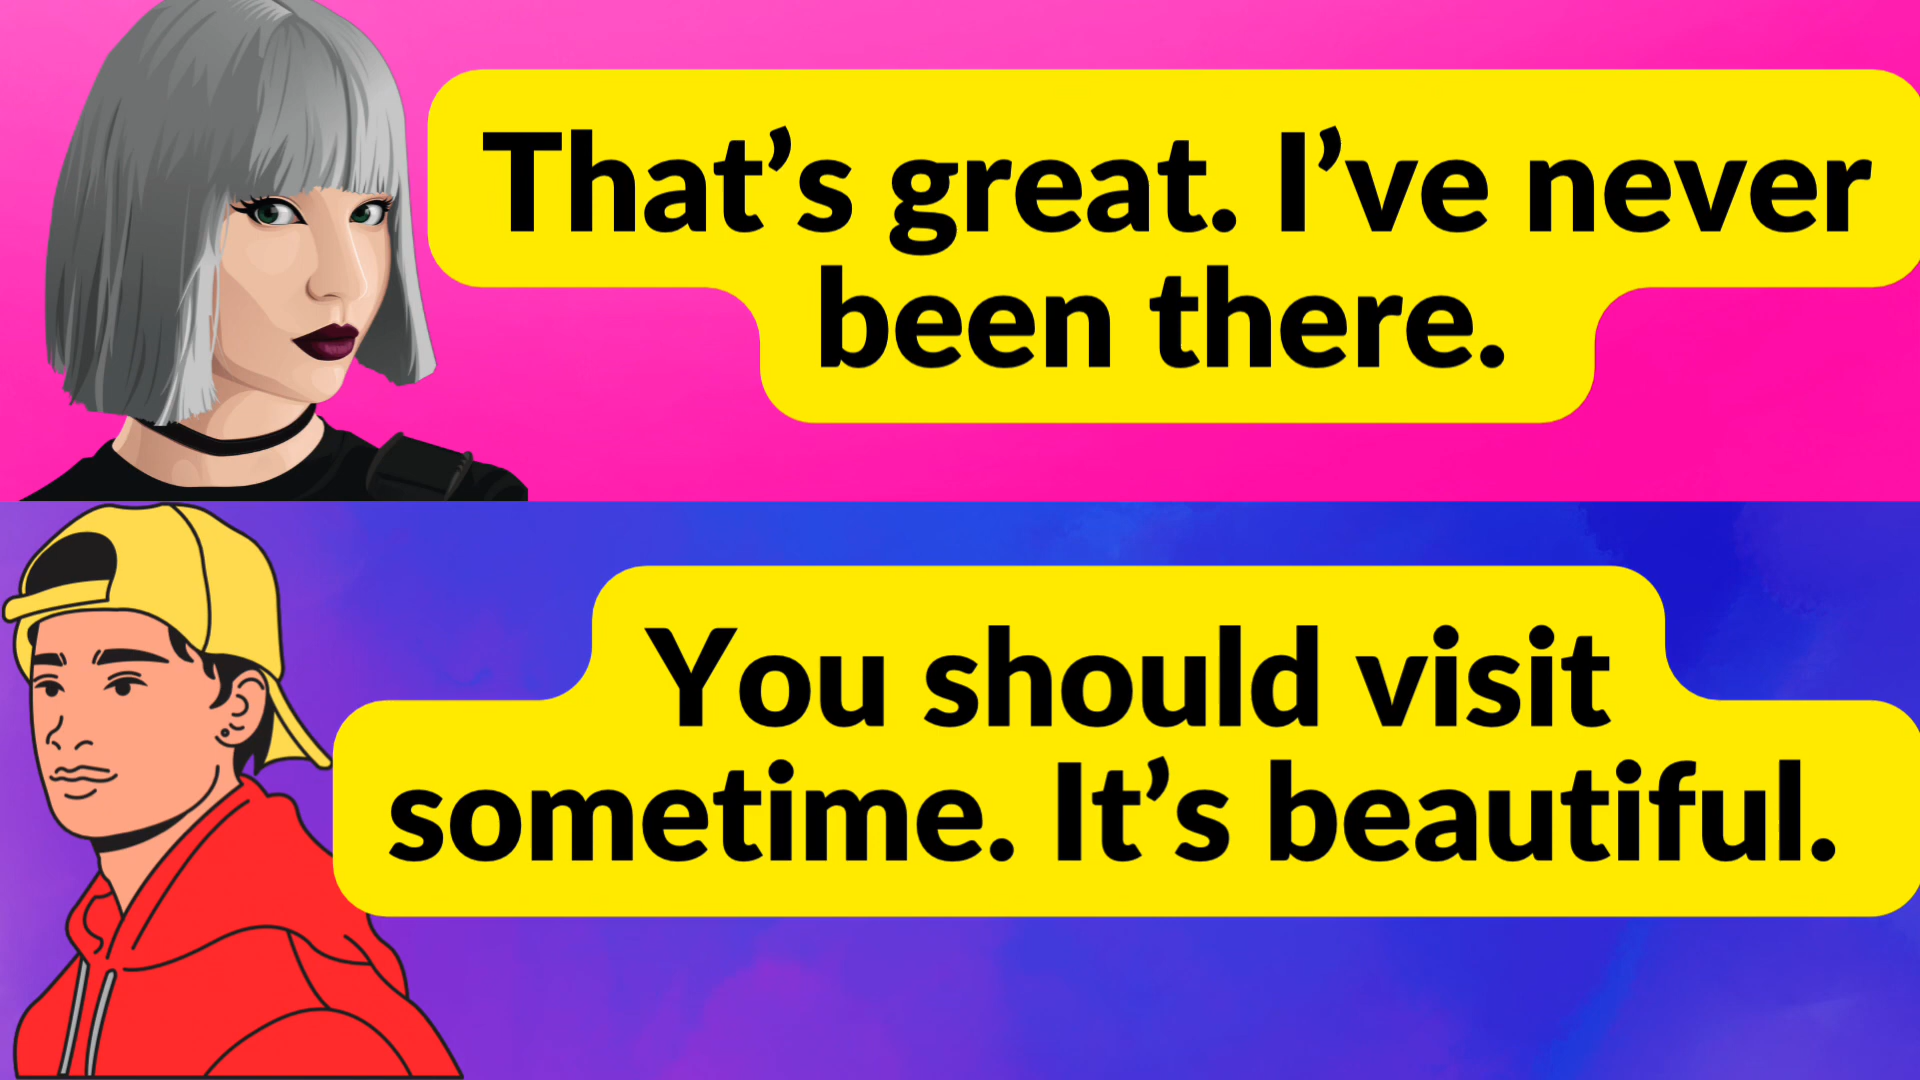 That’s great. I’ve never
been there.
You should visit
sometime. It’s beautiful.